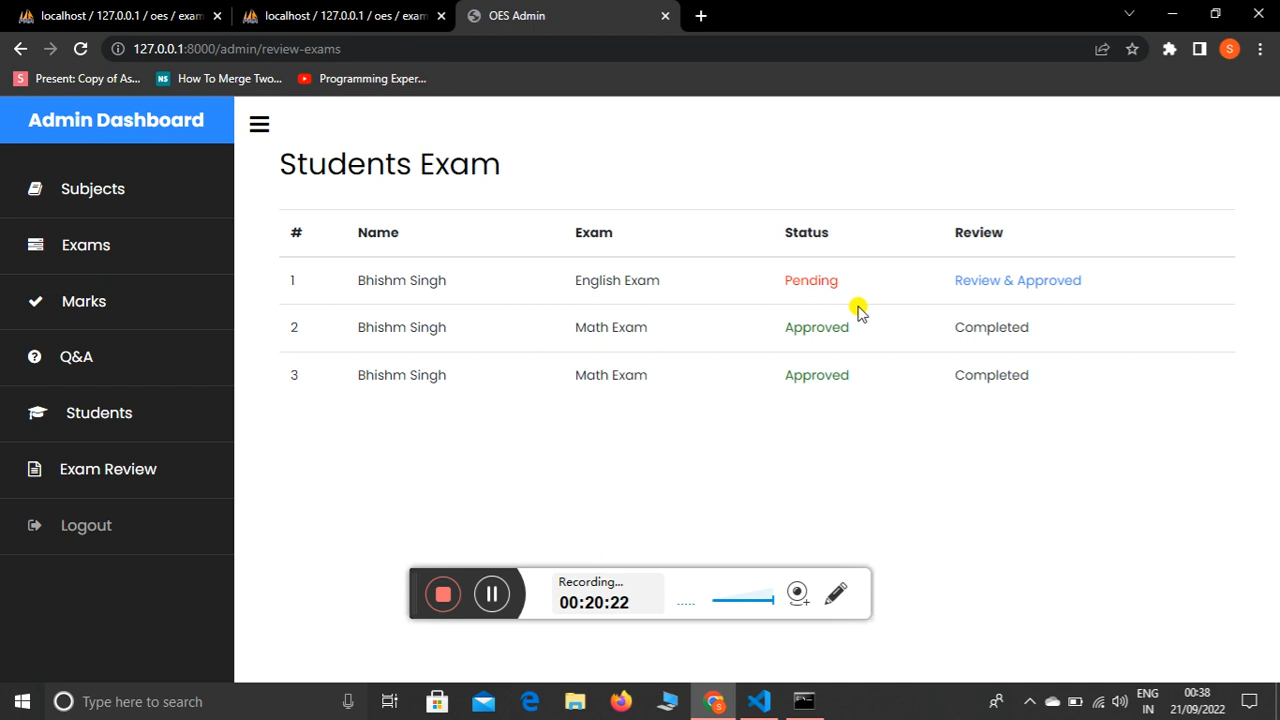 localhost / 127.0.0.1 / oes / exam
localhost / 127.0.0.1 / oes / exam
OES Admin
127.0.0.1:8000/admin/review-exams
S
S Present: Copy of As...
NS How To Merge Two...
Programming Exper...
Admin Dashboard
Subjects
Exams
Marks
Q&A
Students
Exam Review
Logout
Students Exam
# Name Exam Status Review
1 Bhishm Singh English Exam Pending Review & Approved
2 Bhishm Singh Math Exam Approved Completed
3 Bhishm Singh Math Exam Approved Completed
Recording...
00:20:22
Type here to search
ENG
IN
00:38
21/09/2022